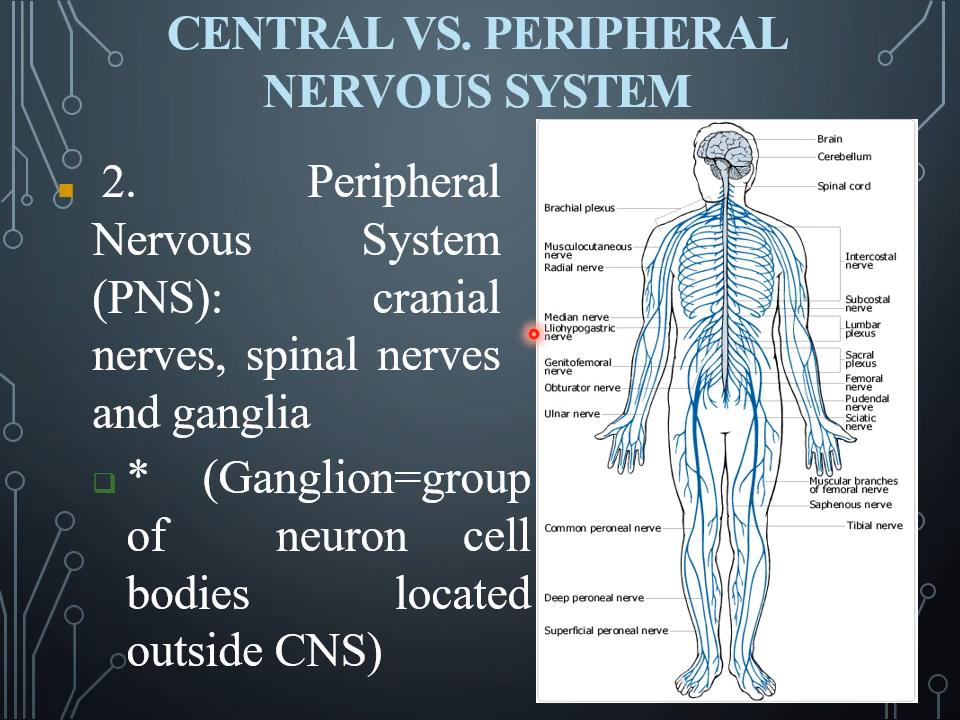 CENTRAL VS. PERIPHERAL
NERVOUS SYSTEM
2. Peripheral
Nervous System
(PNS): cranial
nerves, spinal nerves
and ganglia
* (Ganglion=group
of neuron cell
bodies located
outside CNS)
Brain
Cerebellum
Spinal cord
Brachial plexus
Musculocutaneous
nerve
Radial nerve
Intercostal
nerve
Subcostal
nerve
Median nerve
Lliohypogastric
nerve
Lumbar
plexus
Genitofemoral
nerve
Sacral
plexus
Obturator nerve
Femoral
nerve
Pudendal
nerve
Ulnar nerve
Sciatic
nerve
Muscular branches
of femoral nerve
Saphenous nerve
Common peroneal nerve
Tibial nerve
Deep peroneal nerve
Superficial peroneal nerve